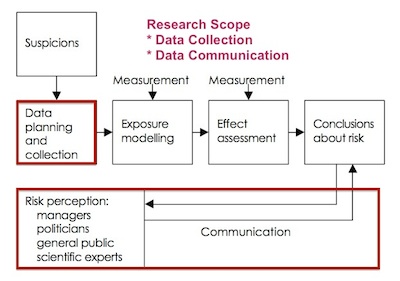 Suspicions
Research Scope
* Data Collection
* Data Communication
Measurement
Measurement
Data
planning
and
collection
Exposure
modelling
Effect
assessment
Conclusions
about risk
Risk perception:
managers
politicians
general public
scientific experts
Communication